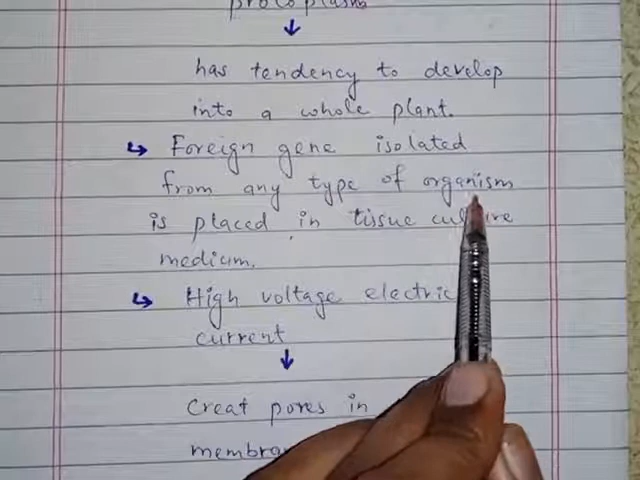 protoplasm
↓
has tendency to develop
into a whole plant.
↳ Foreign gene isolated
from any type of organism
is placed in tissue culture
medium.
↳ High voltage electric
current
↓
Creat pores in